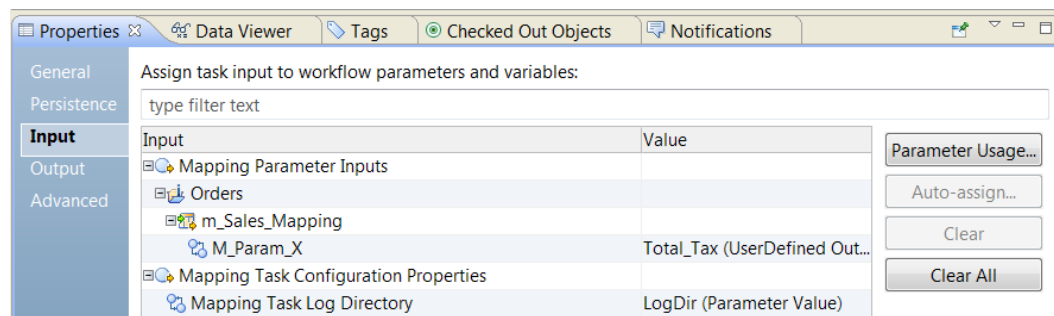 Properties Data Viewer Tags Checked Out Objects Notifications
General
Persistence
Input
Output
Advanced
Assign task input to workflow parameters and variables:
type filter text
Input Value
Mapping Parameter Inputs
Orders
m_Sales_Mapping
M_Param_X Total_Tax (UserDefined Out...
Mapping Task Configuration Properties
Mapping Task Log Directory LogDir (Parameter Value)
Parameter Usage...
Auto-assign...
Clear
Clear All